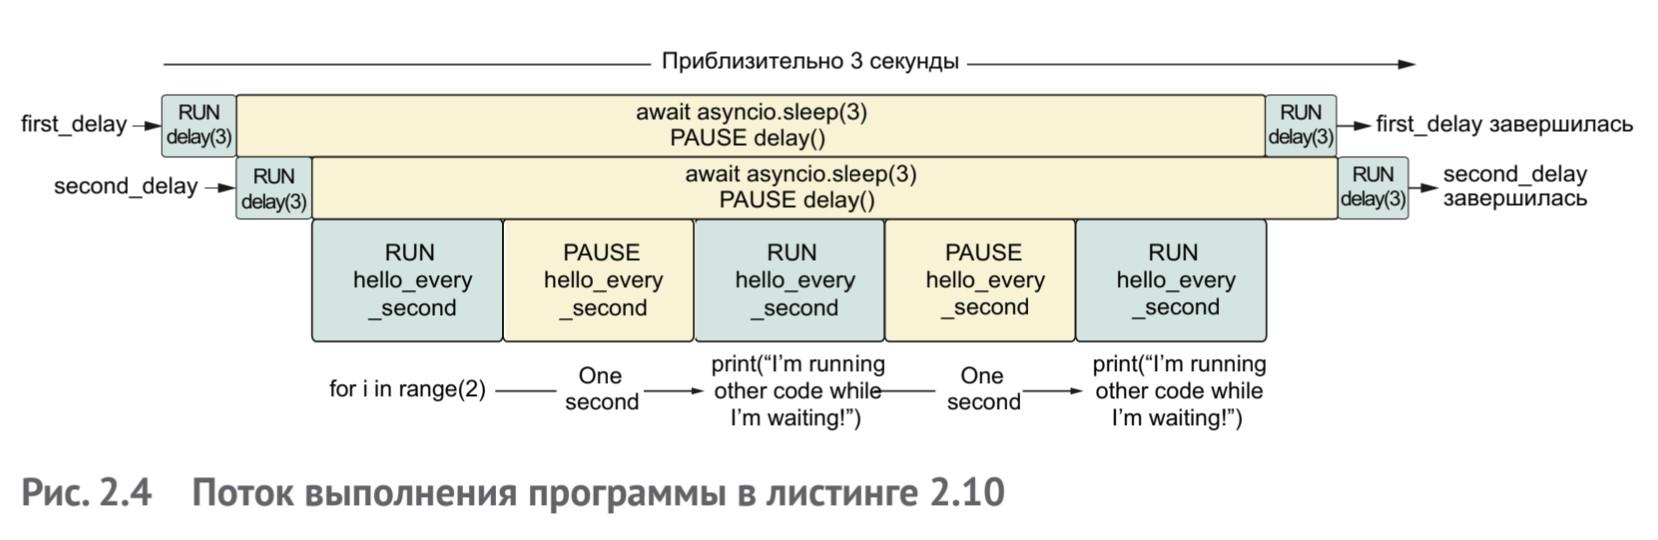 Приблизительно 3 секунды
first_delay
RUN
delay(3)
await asyncio.sleep(3)
PAUSE delay()
RUN
delay(3)
first_delay завершилась
second_delay
RUN
delay(3)
await asyncio.sleep(3)
PAUSE delay()
RUN
delay(3)
second_delay
завершилась
RUN
hello_every
_second
PAUSE
hello_every
_second
RUN
hello_every
_second
PAUSE
hello_every
_second
RUN
hello_every
_second
for i in range(2)
One
second
print(“I’m running
other code while
I’m waiting!”)
One
second
print(“I’m running
other code while
I’m waiting!”)
Рис. 2.4 Поток выполнения программы в листинге 2.10